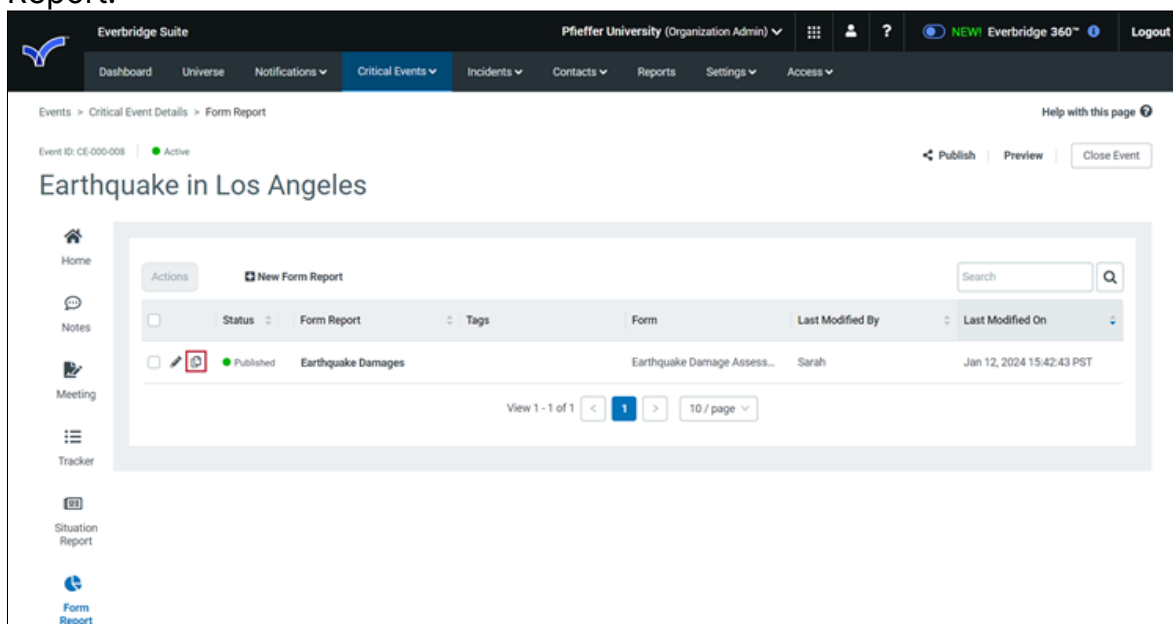 Report.
Everbridge Suite
Pfieffer University (Organization Admin)
?
NEW! Everbridge 360™
Logout
Dashboard Universe Notifications Critical Events Incidents Contacts Reports Settings Access
Events > Critical Event Details > Form Report
Help with this page ?
Event ID: CE-000-008
Active
Publish
Preview
Close Event
Earthquake in Los Angeles
Home
Notes
Meeting
Tracker
Situation
Report
Form
Report
Actions
New Form Report
Search
Status Form Report Tags Form Last Modified By Last Modified On
Published Earthquake Damages Earthquake Damage Assess... Sarah Jan 12, 2024 15:42:43 PST
View 1 - 1 of 1 < 1 > 10 / page